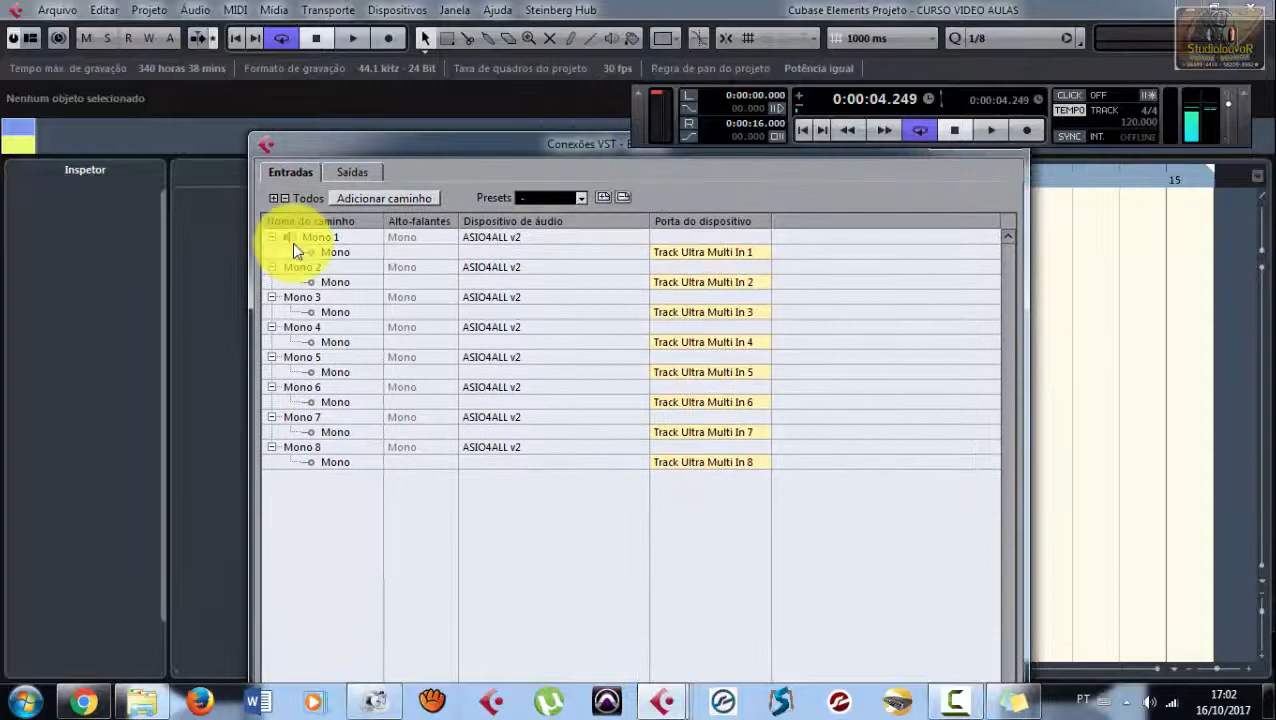 Arquivo Editar Projeto Áudio MIDI Mídia Transporte Dispositivos Janela Ajuda Steinberg Hub Cubase Elements Projeto - CURSO VIDEO AULAS
M S R W A 1000 ms Q 1/8
StudiolouvoR
Tempo máx. de gravação 340 horas 38 mins Formato de gravação 44.1 kHz - 24 Bit 30 fps Regra de pan do projeto Potência igual
Nenhum objeto selecionado
L 0:00:00.000
00.000
R 0:00:16.000
00.000
0:00:04.249 0:00:04.249
CLICK OFF
TEMPO TRACK 4/4
120.000
SYNC INT. OFFLINE
Inspetor
15
Conexões VST - E
Entradas Saídas
Todos Adicionar caminho Presets -
Nome do caminho Alto-falantes Dispositivo de áudio Porta do dispositivo
Mono 1 Mono ASIO4ALL v2
Mono Track Ultra Multi In 1
Mono 2 Mono ASIO4ALL v2
Mono Track Ultra Multi In 2
Mono 3 Mono ASIO4ALL v2
Mono Track Ultra Multi In 3
Mono 4 Mono ASIO4ALL v2
Mono Track Ultra Multi In 4
Mono 5 Mono ASIO4ALL v2
Mono Track Ultra Multi In 5
Mono 6 Mono ASIO4ALL v2
Mono Track Ultra Multi In 6
Mono 7 Mono ASIO4ALL v2
Mono Track Ultra Multi In 7
Mono 8 Mono ASIO4ALL v2
Mono Track Ultra Multi In 8
PT 17:02
16/10/2017